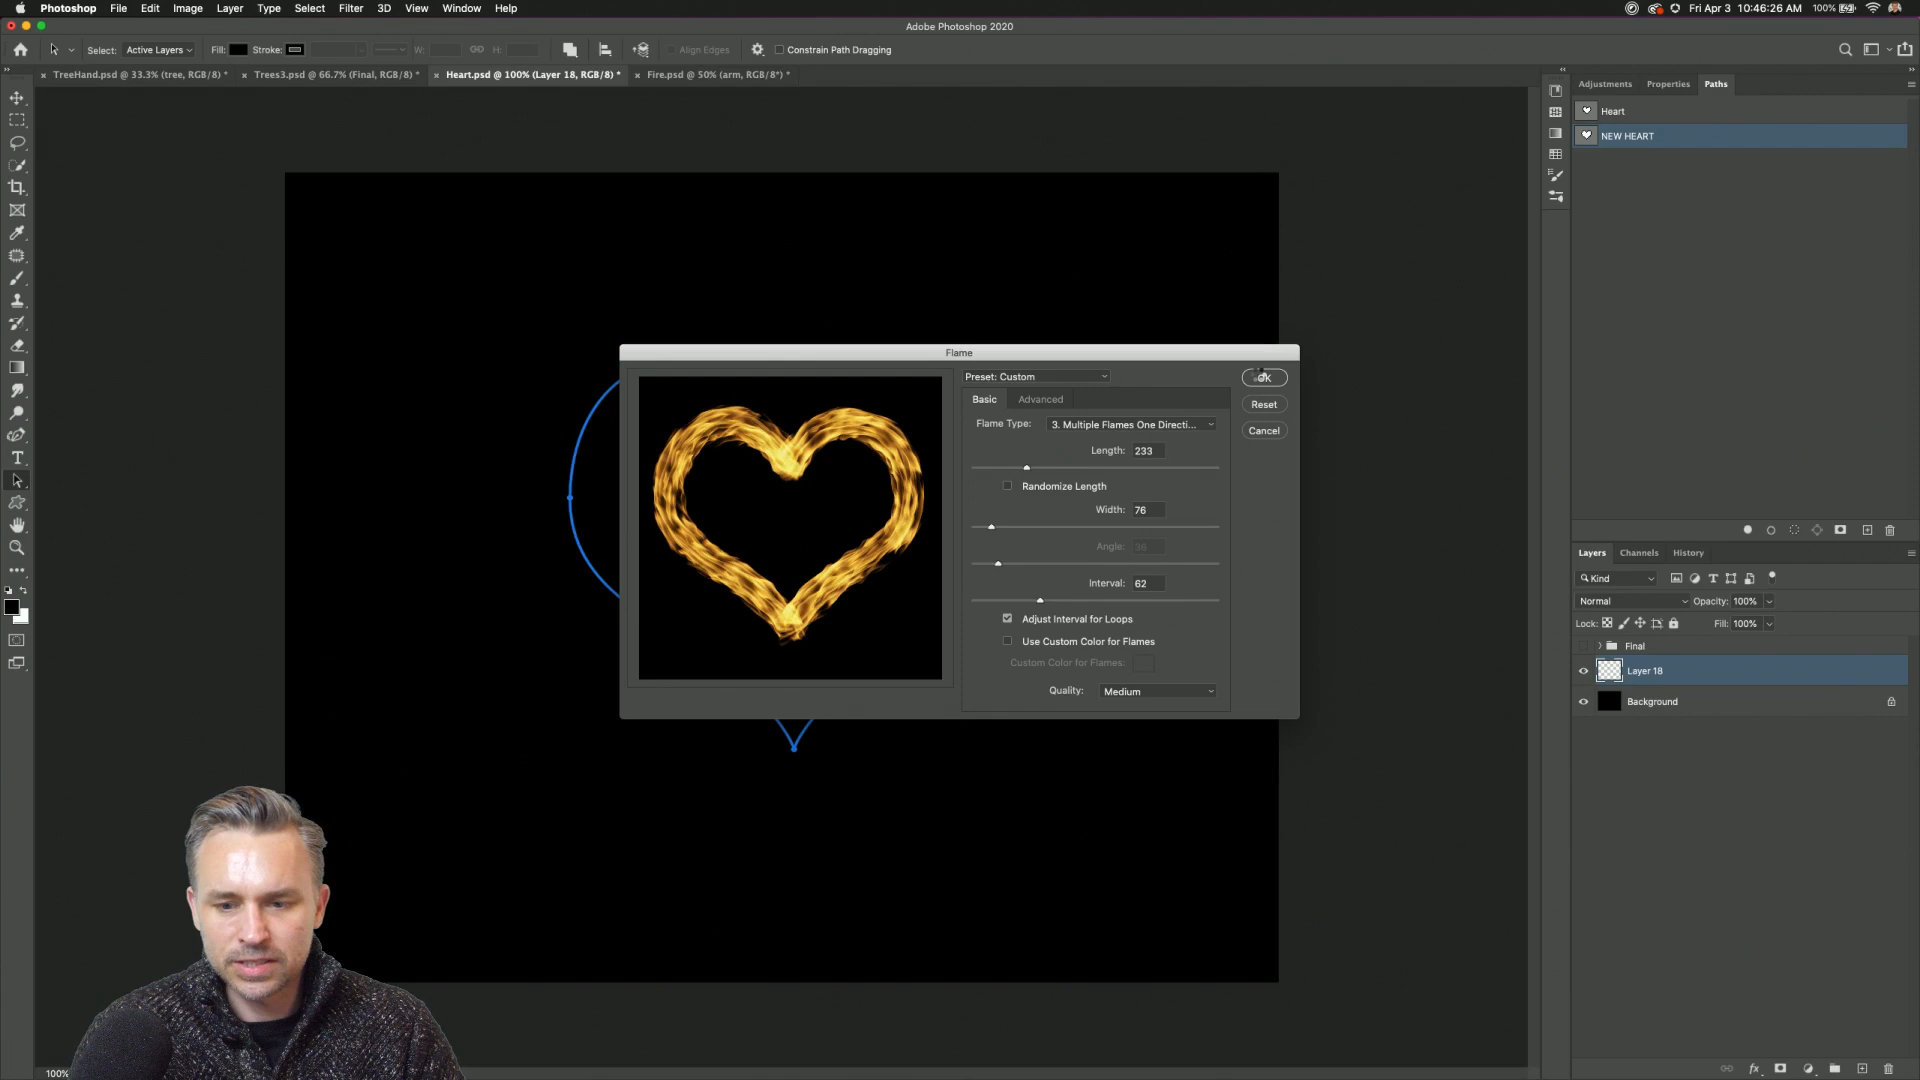 Photoshop File Edit Image Layer Type Select Filter 3D View Window Help
100% Fri Apr 3 10:46:26 AM
Adobe Photoshop 2020
Select: Active Layers Fill: Stroke: W: H: Align Edges Constrain Path Dragging
TreeHand.psd @ 33.3% (tree, RGB/8) * Trees3.psd @ 66.7% (Final, RGB/8) * Heart.psd @ 100% (Layer 18, RGB/8) * Fire.psd @ 50% (arm, RGB/8*) *
Adjustments Properties Paths
Heart
NEW HEART
Flame
Preset: Custom
OK
Basic Advanced
Reset
Flame Type: 3. Multiple Flames One Directi...
Cancel
Length: 233
Randomize Length
Width: 76
Angle: 38
Interval: 62
Adjust Interval for Loops
Use Custom Color for Flames
Custom Color for Flames:
Quality: Medium
Layers Channels History
Kind
Normal Opacity: 100%
Lock: Fill: 100%
Final
Layer 18
Background
fx
100%